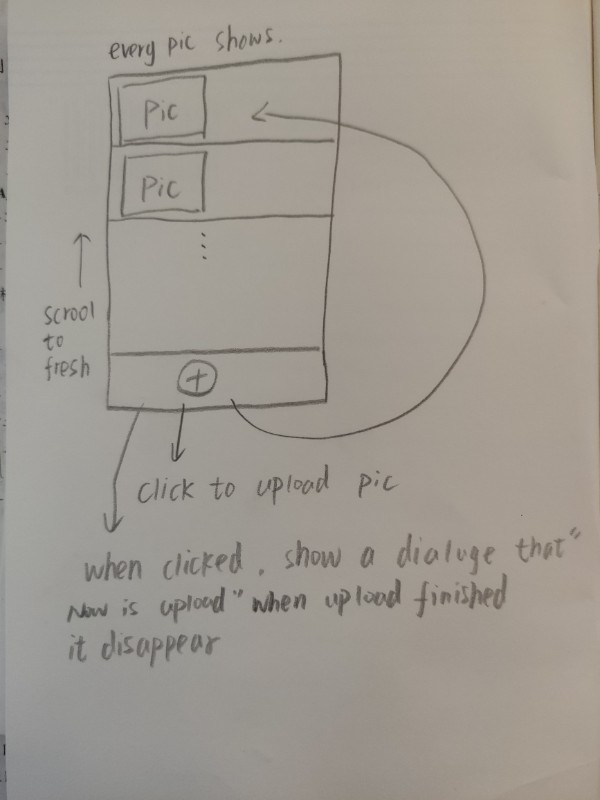 every pic shows.
Pic
Pic
scrool
to
fresh
+
click to upload pic
when clicked, show a dialuge that "
Now is upload" when upload finished
it disappear